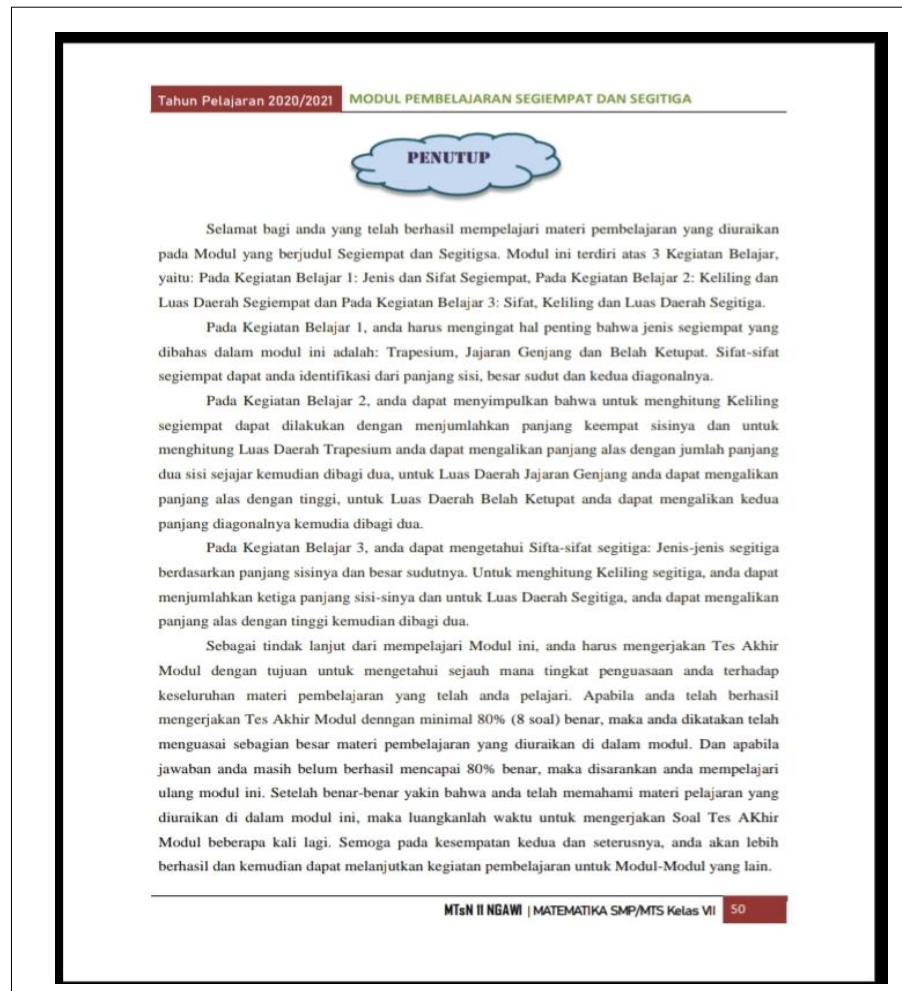 Tahun Pelajaran 2020/2021 MODUL PEMBELAJARAN SEGIEMPAT DAN SEGITIGA
PENUTUP
Selamat bagi anda yang telah berhasil mempelajari materi pembelajaran yang diuraikan
pada Modul yang berjudul Segiempat dan Segitigsa. Modul ini terdiri atas 3 Kegiatan Belajar,
yaitu: Pada Kegiatan Belajar 1: Jenis dan Sifat Segiempat, Pada Kegiatan Belajar 2: Keliling dan
Luas Daerah Segiempat dan Pada Kegiatan Belajar 3: Sifat, Keliling dan Luas Daerah Segitiga.
Pada Kegiatan Belajar 1, anda harus mengingat hal penting bahwa jenis segiempat yang
dibahas dalam modul ini adalah: Trapesium, Jajaran Genjang dan Belah Ketupat. Sifat-sifat
segiempat dapat anda identifikasi dari panjang sisi, besar sudut dan kedua diagonalnya.
Pada Kegiatan Belajar 2, anda dapat menyimpulkan bahwa untuk menghitung Keliling
segiempat dapat dilakukan dengan menjumlahkan panjang keempat sisinya dan untuk
menghitung Luas Daerah Trapesium anda dapat mengalikan panjang alas dengan jumlah panjang
dua sisi sejajar kemudian dibagi dua, untuk Luas Daerah Jajaran Genjang anda dapat mengalikan
panjang alas dengan tinggi, untuk Luas Daerah Belah Ketupat anda dapat mengalikan kedua
panjang diagonalnya kemudia dibagi dua.
Pada Kegiatan Belajar 3, anda dapat mengetahui Sifta-sifat segitiga: Jenis-jenis segitiga
berdasarkan panjang sisinya dan besar sudutnya. Untuk menghitung Keliling segitiga, anda dapat
menjumlahkan ketiga panjang sisi-sinya dan untuk Luas Daerah Segitiga, anda dapat mengalikan
panjang alas dengan tinggi kemudian dibagi dua.
Sebagai tindak lanjut dari mempelajari Modul ini, anda harus mengerjakan Tes Akhir
Modul dengan tujuan untuk mengetahui sejauh mana tingkat penguasaan anda terhadap
keseluruhan materi pembelajaran yang telah anda pelajari. Apabila anda telah berhasil
mengerjakan Tes Akhir Modul denngan minimal 80% (8 soal) benar, maka anda dikatakan telah
menguasai sebagian besar materi pembelajaran yang diuraikan di dalam modul. Dan apabila
jawaban anda masih belum berhasil mencapai 80% benar, maka disarankan anda mempelajari
ulang modul ini. Setelah benar-benar yakin bahwa anda telah memahami materi pelajaran yang
diuraikan di dalam modul ini, maka luangkanlah waktu untuk mengerjakan Soal Tes AKhir
Modul beberapa kali lagi. Semoga pada kesempatan kedua dan seterusnya, anda akan lebih
berhasil dan kemudian dapat melanjutkan kegiatan pembelajaran untuk Modul-Modul yang lain.
MTsN 11 NGAWI | MATEMATIKA SMP/MTS Kelas VII 50